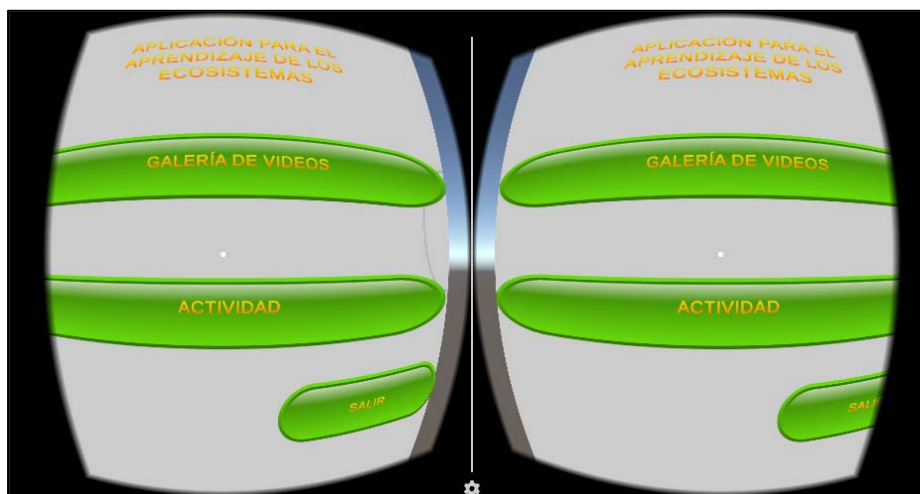 APLICACIÓN PARA EL
APRENDIZAJE DE LOS
ECOSISTEMAS
GALERÍA DE VIDEOS
ACTIVIDAD
SALIR
APLICACIÓN PARA EL
APRENDIZAJE DE LOS
ECOSISTEMAS
GALERÍA DE VIDEOS
ACTIVIDAD